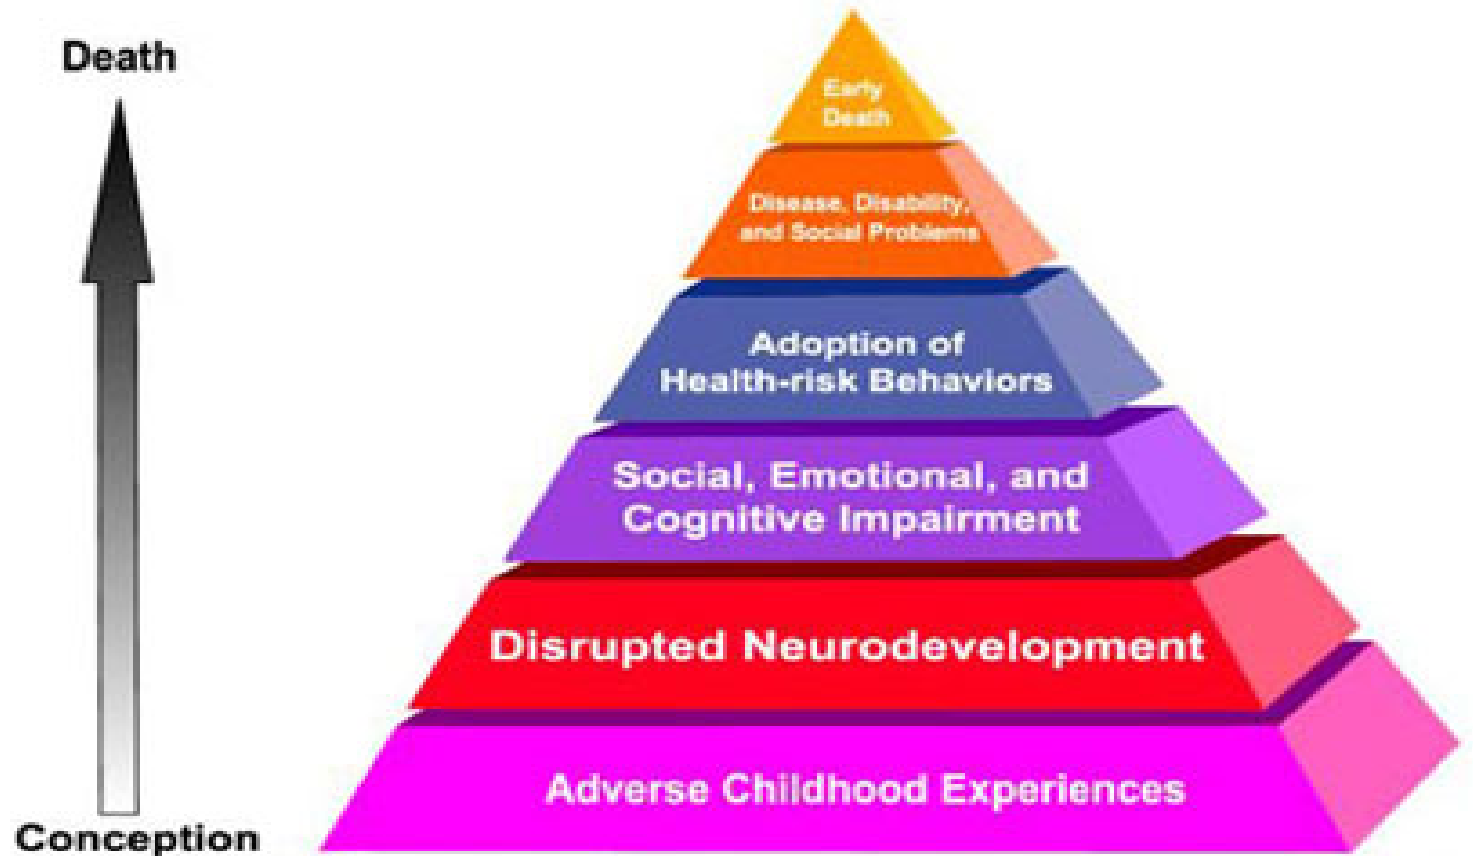 Death
Early
Death
Disease, Disability,
and Social Problems
Adoption of
Health-risk Behaviors
Social, Emotional, and
Cognitive Impairment
Disrupted Neurodevelopment
Adverse Childhood Experiences
Conception